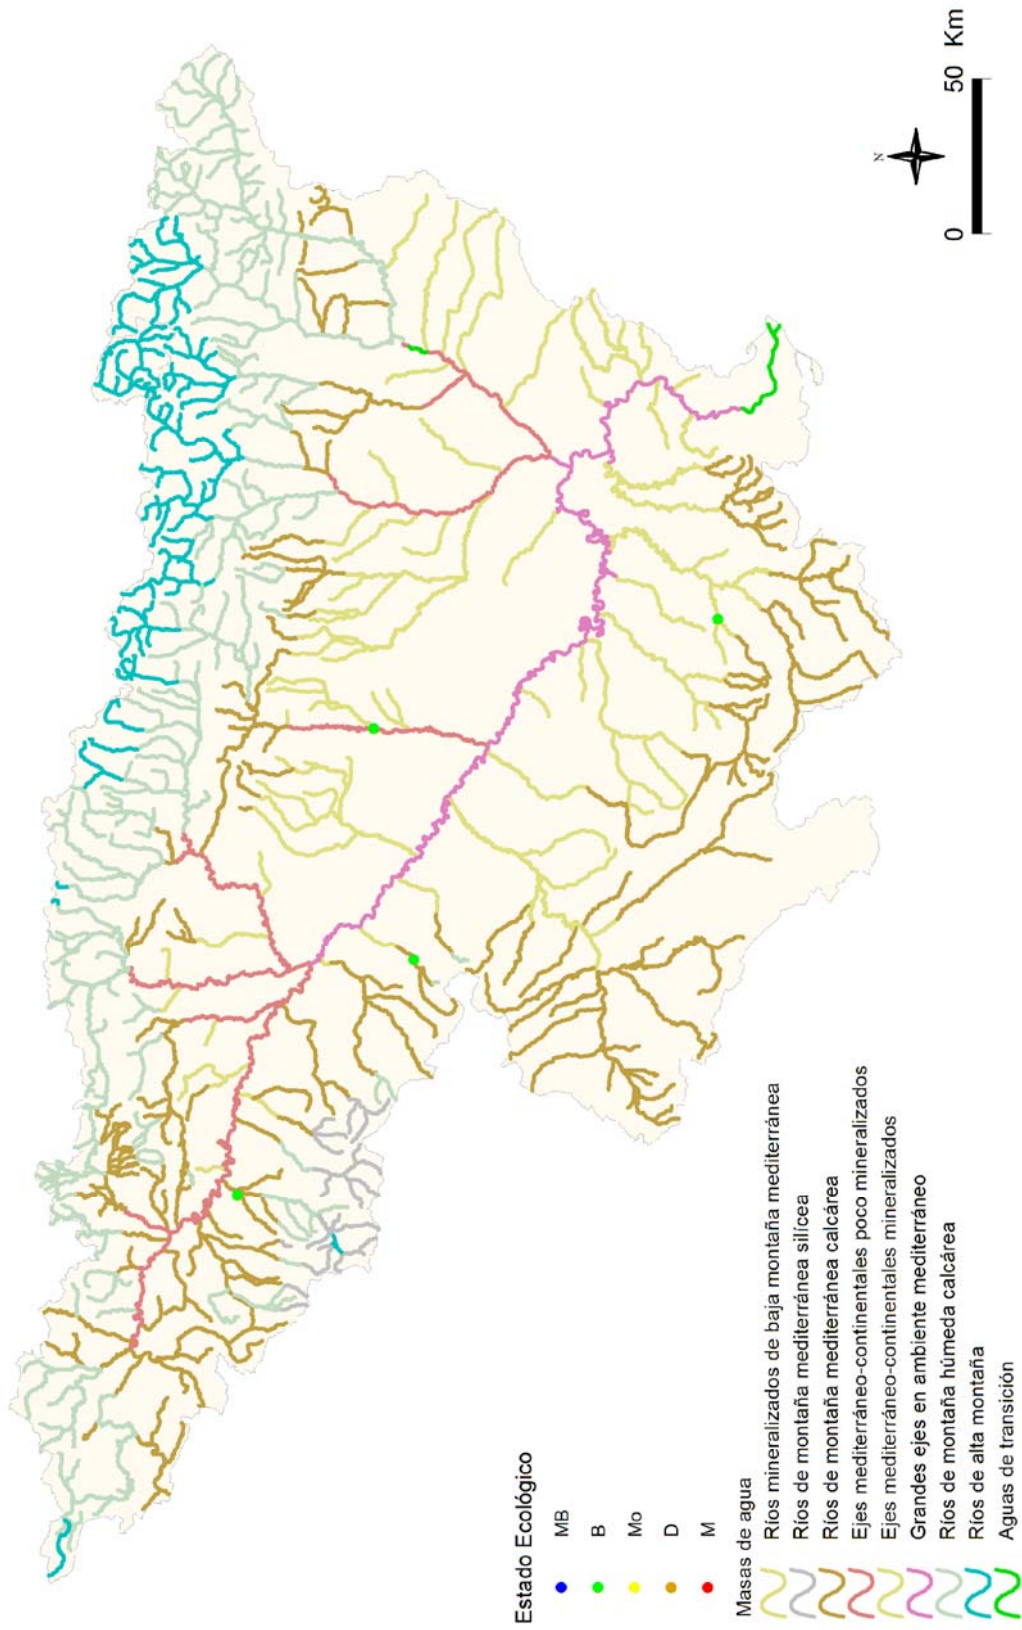 N
0 50 Km
Estado Ecológico
MB
B
Mo
D
M
Masas de agua
Ríos mineralizados de baja montaña mediterránea
Ríos de montaña mediterránea silícea
Ríos de montaña mediterránea calcárea
Ejes mediterráneo-continentales poco mineralizados
Ejes mediterráneo-continentales mineralizados
Grandes ejes en ambiente mediterráneo
Ríos de montaña húmeda calcárea
Ríos de alta montaña
Aguas de transición